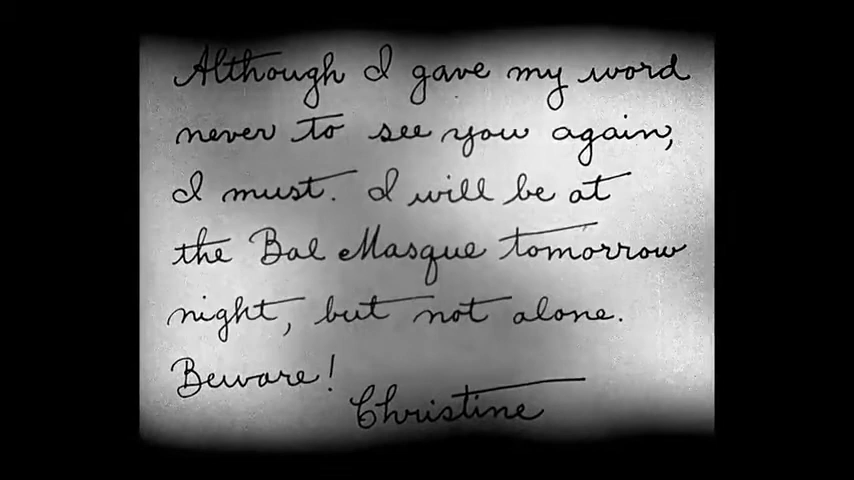 Although I gave my word
never to see you again,
I must. I will be at
the Bal Masque tomorrow
night, but not alone.
Beware!
Christine